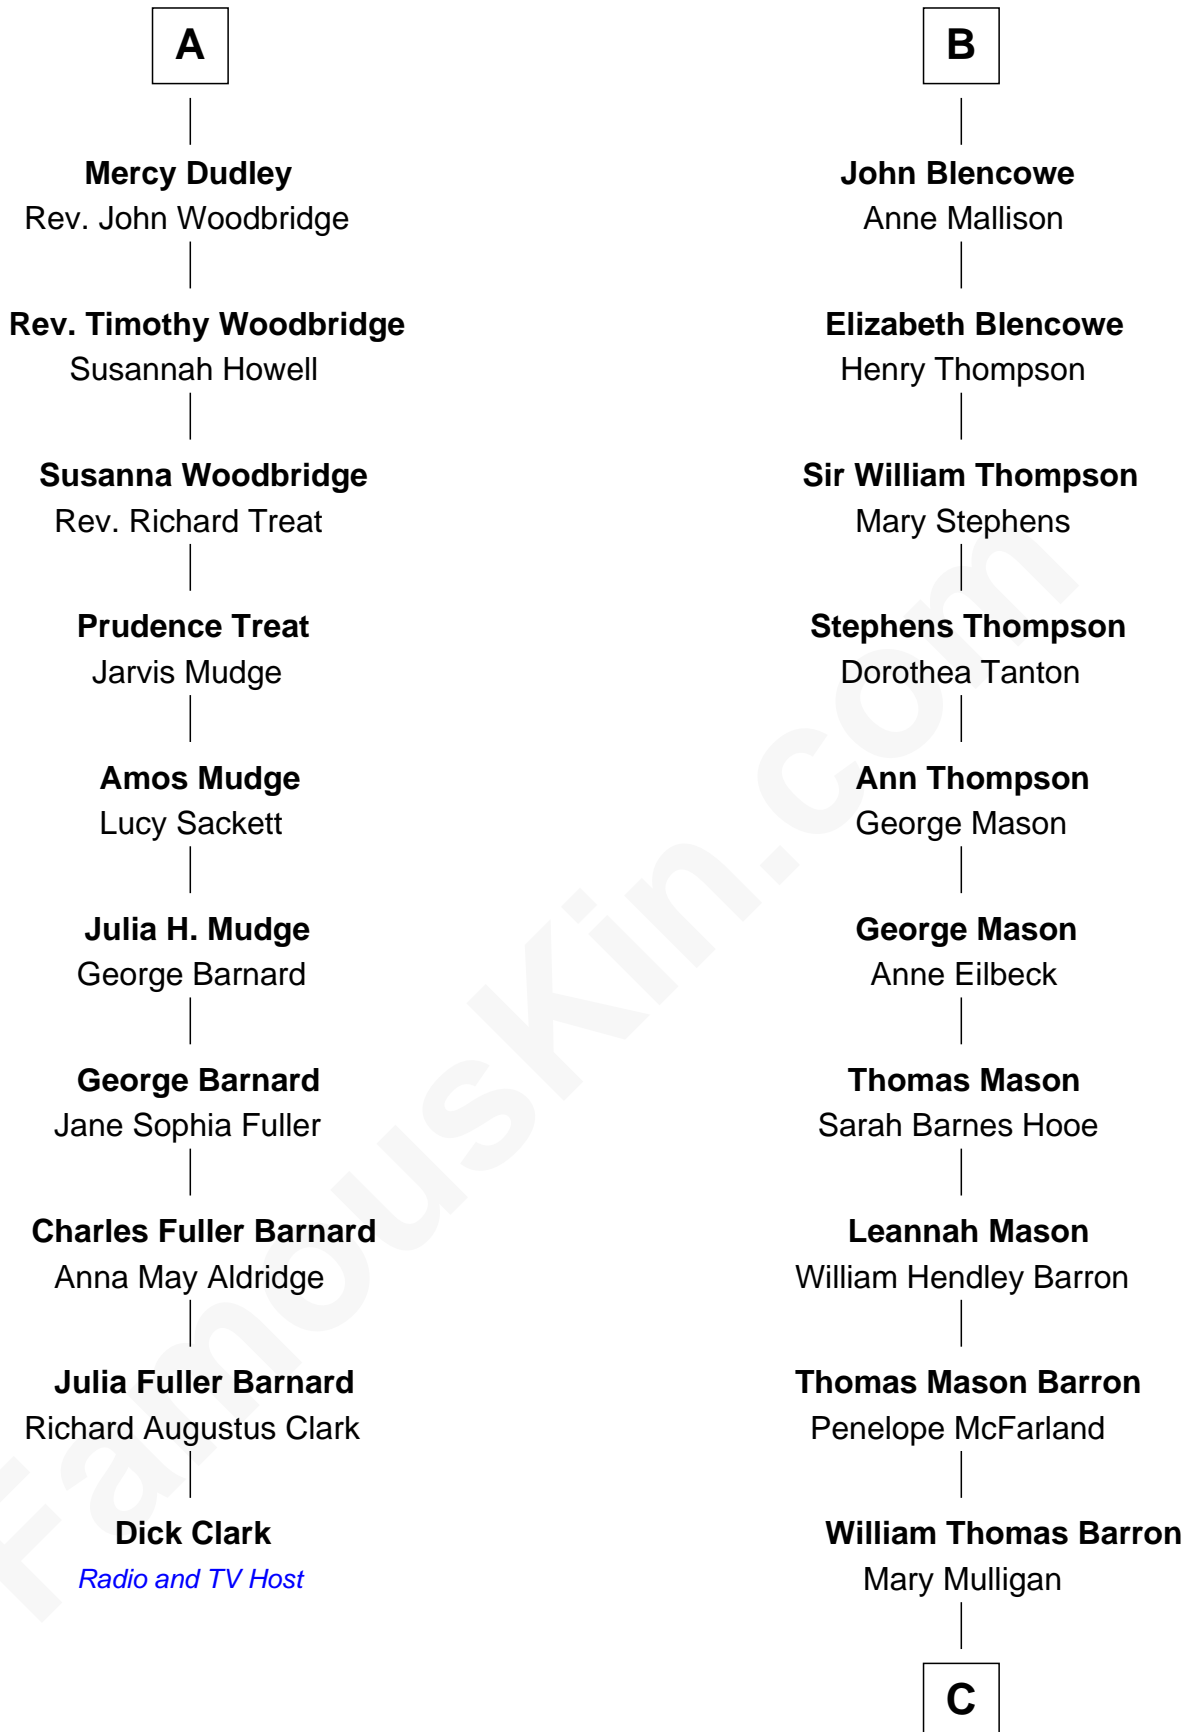 A
Mercy Dudley
Rev. John Woodbridge
Rev. Timothy Woodbridge
Susannah Howell
Susanna Woodbridge
Rev. Richard Treat
Prudence Treat
Jarvis Mudge
Amos Mudge
Lucy Sackett
Julia H. Mudge
George Barnard
George Barnard
Jane Sophia Fuller
Charles Fuller Barnard
Anna May Aldridge
Julia Fuller Barnard
Richard Augustus Clark
Dick Clark
Radio and TV Host
B
John Blencowe
Anne Mallison
Elizabeth Blencowe
Henry Thompson
Sir William Thompson
Mary Stephens
Stephens Thompson
Dorothea Tanton
Ann Thompson
George Mason
George Mason
Anne Eilbeck
Thomas Mason
Sarah Barnes Hooe
Leannah Mason
William Hendley Barron
Thomas Mason Barron
Penelope McFarland
William Thomas Barron
Mary Mulligan
C
FamousKin.com